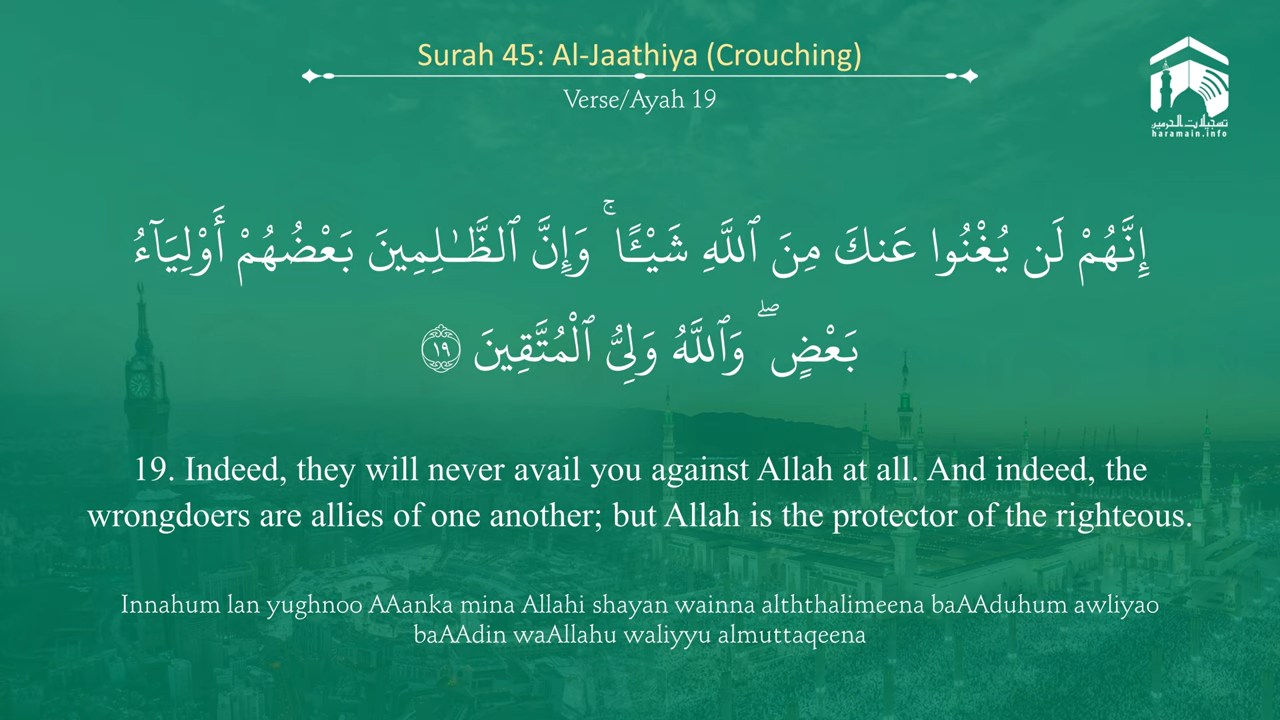 Surah 45: Al-Jaathiya (Crouching)
Verse/Ayah 19
تسجيلات الحرمين
haramain.info
إِنَّهُمْ لَن يُغْنُوا عَنكَ مِنَ ٱللَّهِ شَيْـًٔا ۚ وَإِنَّ ٱلظَّـٰلِمِينَ بَعْضُهُمْ أَوْلِيَآءُ
بَعْضٍ ۖ وَٱللَّهُ وَلِىُّ ٱلْمُتَّقِينَ ١٩
19. Indeed, they will never avail you against Allah at all. And indeed, the
wrongdoers are allies of one another; but Allah is the protector of the righteous.
Innahum lan yughnoo AAanka mina Allahi shayan wainna alththalimeena baAAduhum awliyao
baAAdin waAllahu waliyyu almuttaqeena